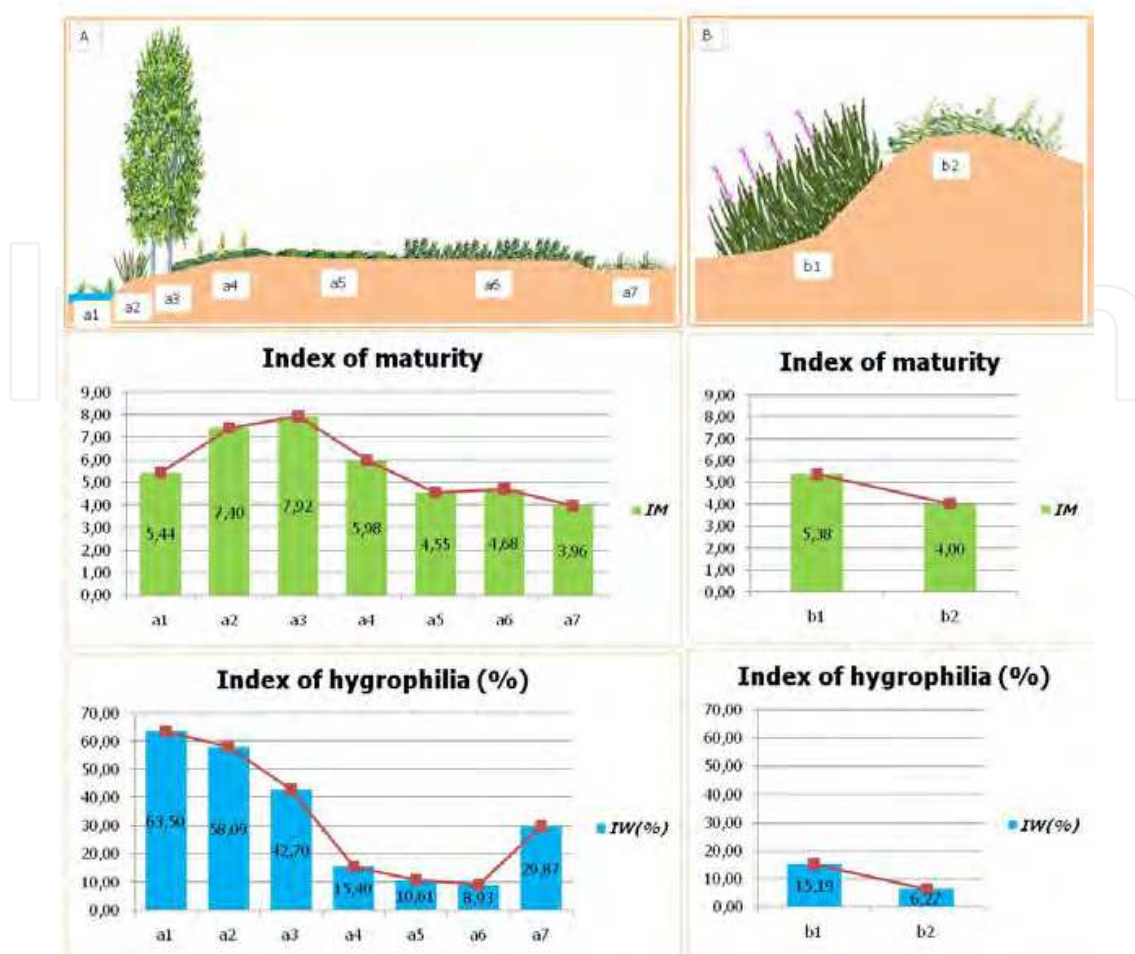 A
B
a1 a2 a3 a4 a5 a6 a7
b1 b2
Index of maturity
9,00
8,00
7,00
6,00
5,00
4,00
3,00
2,00
1,00
0,00
5,44 7,40 7,92 5,98 4,55 4,68 3,96
IM
a1 a2 a3 a4 a5 a6 a7
Index of maturity
9,00
8,00
7,00
6,00
5,00
4,00
3,00
2,00
1,00
0,00
5,38 4,00
IM
b1 b2
Index of hygrophilia (%)
70,00
60,00
50,00
40,00
30,00
20,00
10,00
0,00
63,50 58,09 42,70 15,40 10,61 8,93 29,87
IW(%)
a1 a2 a3 a4 a5 a6 a7
Index of hygrophilia (%)
70,00
60,00
50,00
40,00
30,00
20,00
10,00
0,00
15,19 6,22
IW(%)
b1 b2